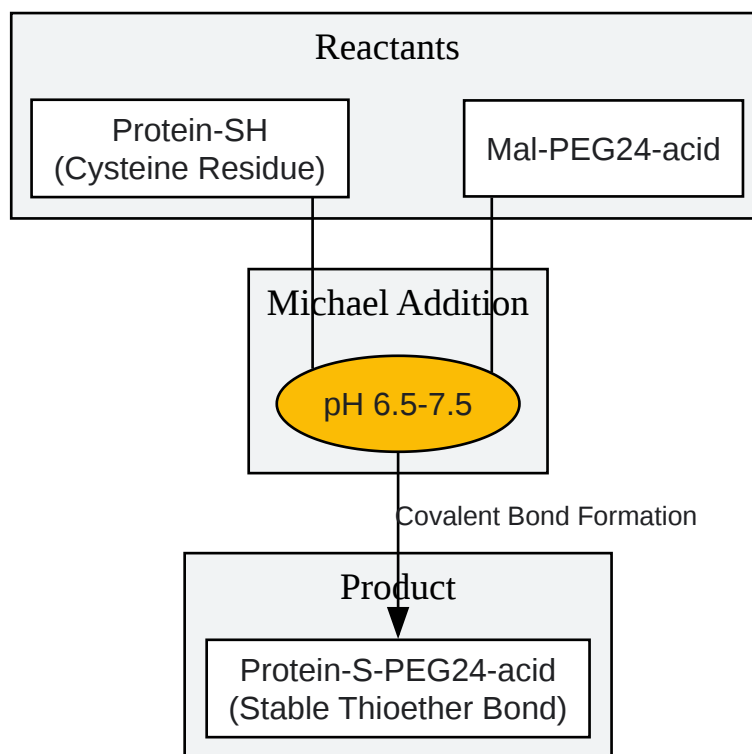 Reactants
Protein-SH
(Cysteine Residue)
Mal-PEG24-acid
Michael Addition
pH 6.5-7.5
Covalent Bond Formation
Product
Protein-S-PEG24-acid
(Stable Thioether Bond)